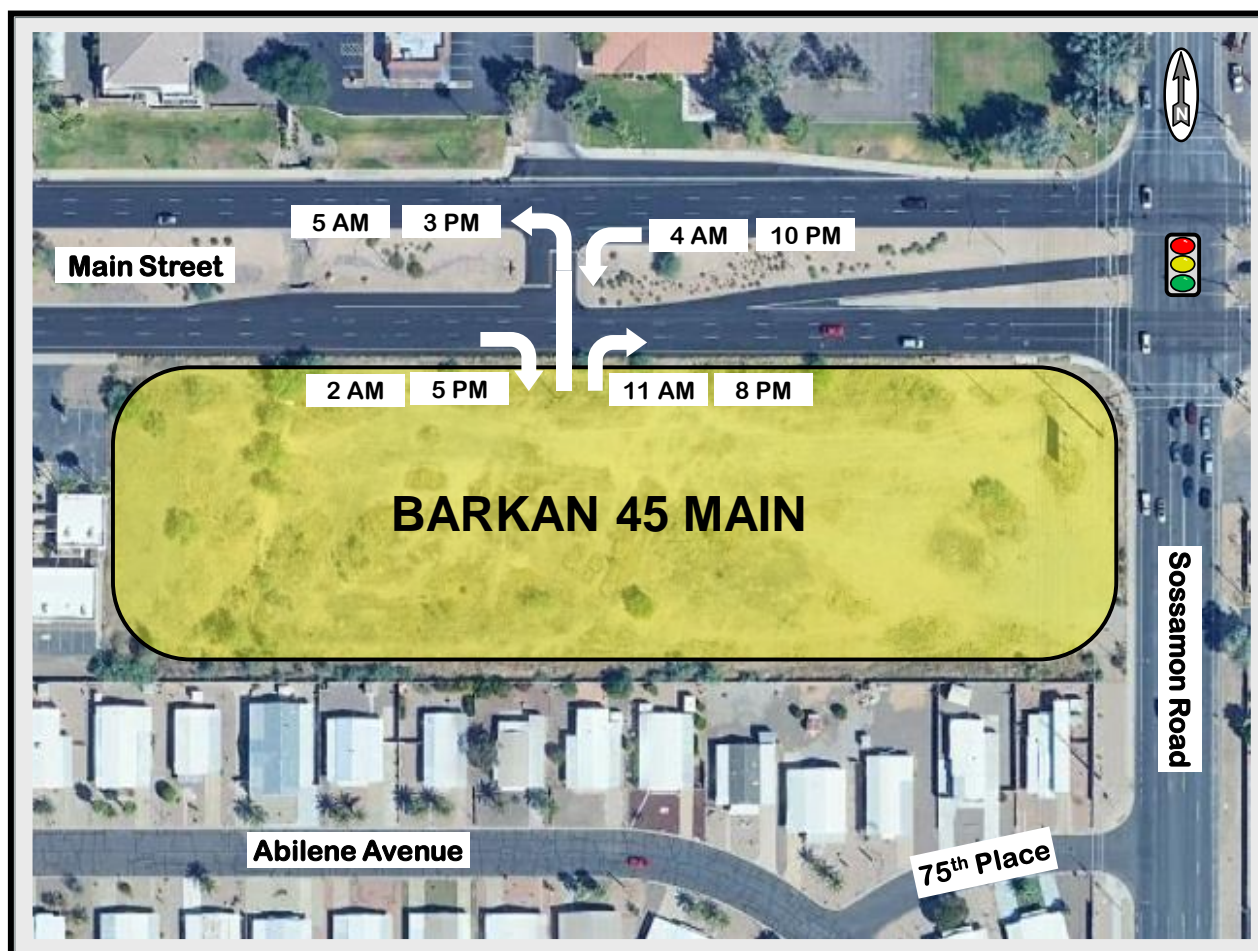 N
5 AM 3 PM
4 AM 10 PM
Main Street
2 AM 5 PM
11 AM 8 PM
BARKAN 45 MAIN
Sossamon Road
Abilene Avenue
75th Place